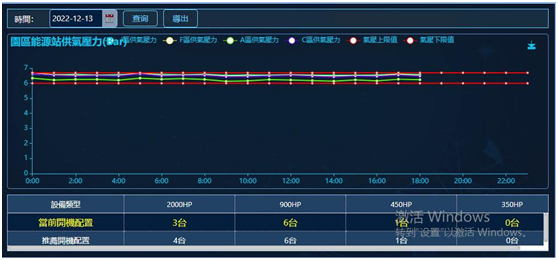 時間： 2022-12-13 查詢 導出
園區能源站供氣壓力(Bar)
區供氣壓力 F區供氣壓力 A區供氣壓力 C區供氣壓力 氣壓上限值 氣壓下限值
7
6
5
4
3
2
1
0
0:00 2:00 4:00 6:00 8:00 10:00 12:00 14:00 16:00 18:00 20:00 22:00
設備類型 2000HP 900HP 450HP 350HP
當前開機配置 3台 6台 1台 0台
推薦開機配置 4台 6台 1台 0台
激活 Windows
转到"设置"以激活 Windows。